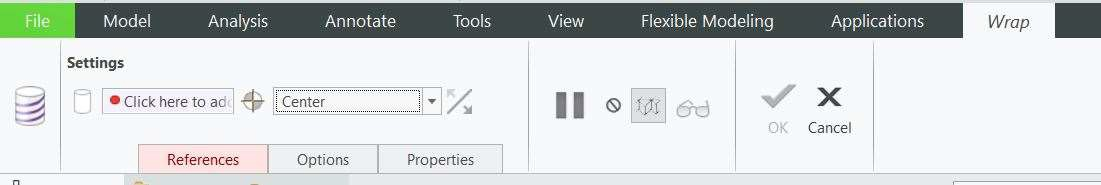 File Model Analysis Annotate Tools View Flexible Modeling Applications Wrap
Settings
Click here to adc Center
OK Cancel
References Options Properties